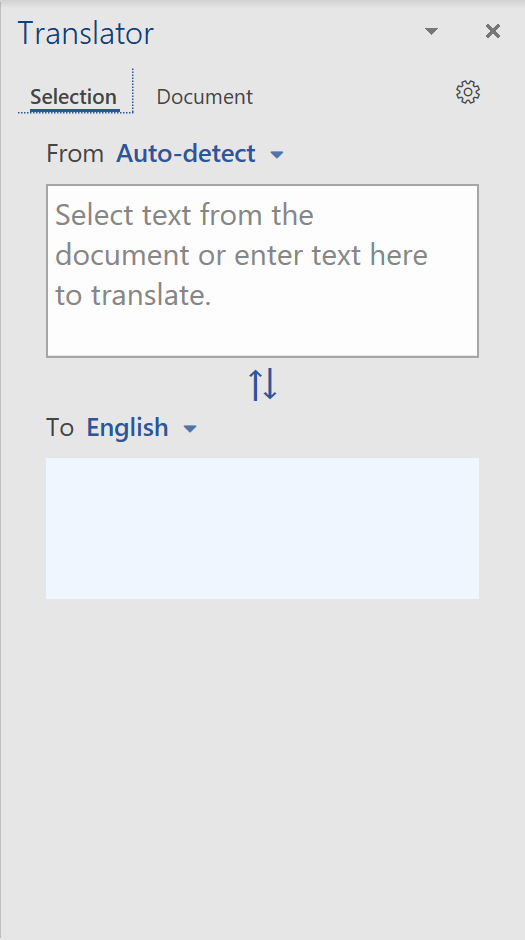 Translator
Selection Document
From Auto-detect
Select text from the
document or enter text here
to translate.
To English